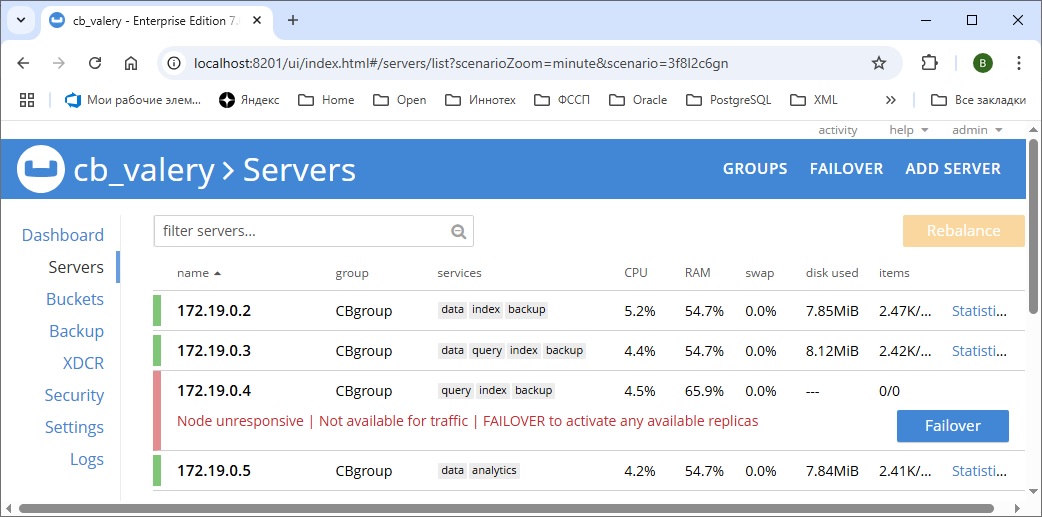 cb_valery - Enterprise Edition 7.
localhost:8201/ui/index.html#/servers/list?scenarioZoom=minute&scenario=3f8l2c6gn
B
Мои рабочие элем... Яндекс Home Open Иннотех ФССП Oracle PostgreSQL XML » Все закладки
activity help admin
cb_valery > Servers GROUPS FAILOVER ADD SERVER
Dashboard
Servers
Buckets
Backup
XDCR
Security
Settings
Logs
filter servers... Rebalance
name group services CPU RAM swap disk used items
172.19.0.2 CBgroup data index backup 5.2% 54.7% 0.0% 7.85MiB 2.47K/... Statisti...
172.19.0.3 CBgroup data query index backup 4.4% 54.7% 0.0% 8.12MiB 2.42K/... Statisti...
172.19.0.4 CBgroup query index backup 4.5% 65.9% 0.0% --- 0/0
Node unresponsive | Not available for traffic | FAILOVER to activate any available replicas Failover
172.19.0.5 CBgroup data analytics 4.2% 54.7% 0.0% 7.84MiB 2.41K/... Statisti...